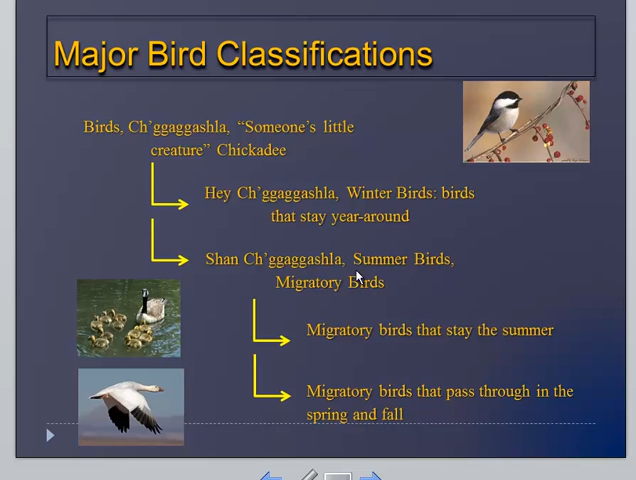 Major Bird Classifications
Birds, Ch’ggaggashla, “Someone’s little
creature” Chickadee
Hey Ch’ggaggashla, Winter Birds: birds
that stay year-around
Shan Ch’ggaggashla, Summer Birds,
Migratory Birds
Migratory birds that stay the summer
Migratory birds that pass through in the
spring and fall